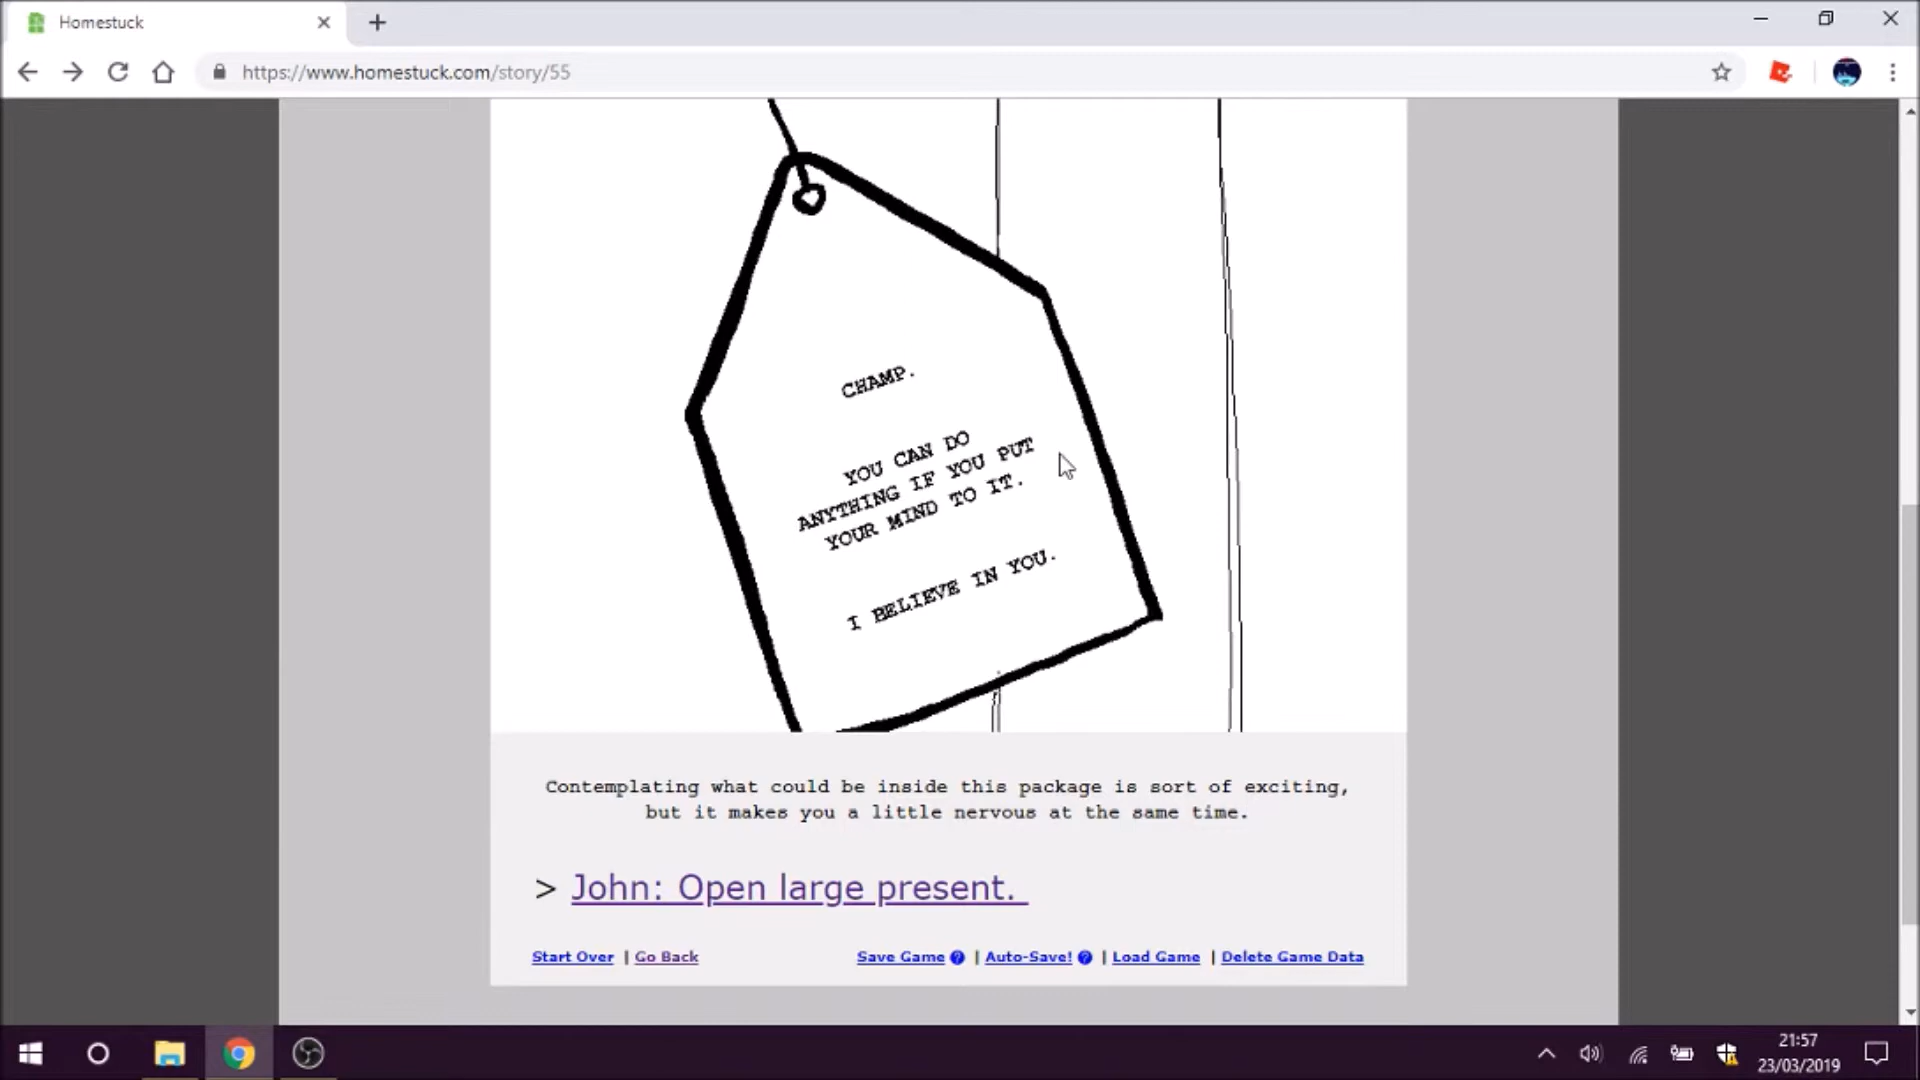 Homestuck
https://www.homestuck.com/story/55
CHAMP.
YOU CAN DO
ANYTHING IF YOU PUT
YOUR MIND TO IT.
I BELIEVE IN YOU.
Contemplating what could be inside this package is sort of exciting,
but it makes you a little nervous at the same time.
> John: Open large present.
Start Over | Go Back Save Game ? | Auto-Save! ? | Load Game | Delete Game Data
21:57
23/03/2019